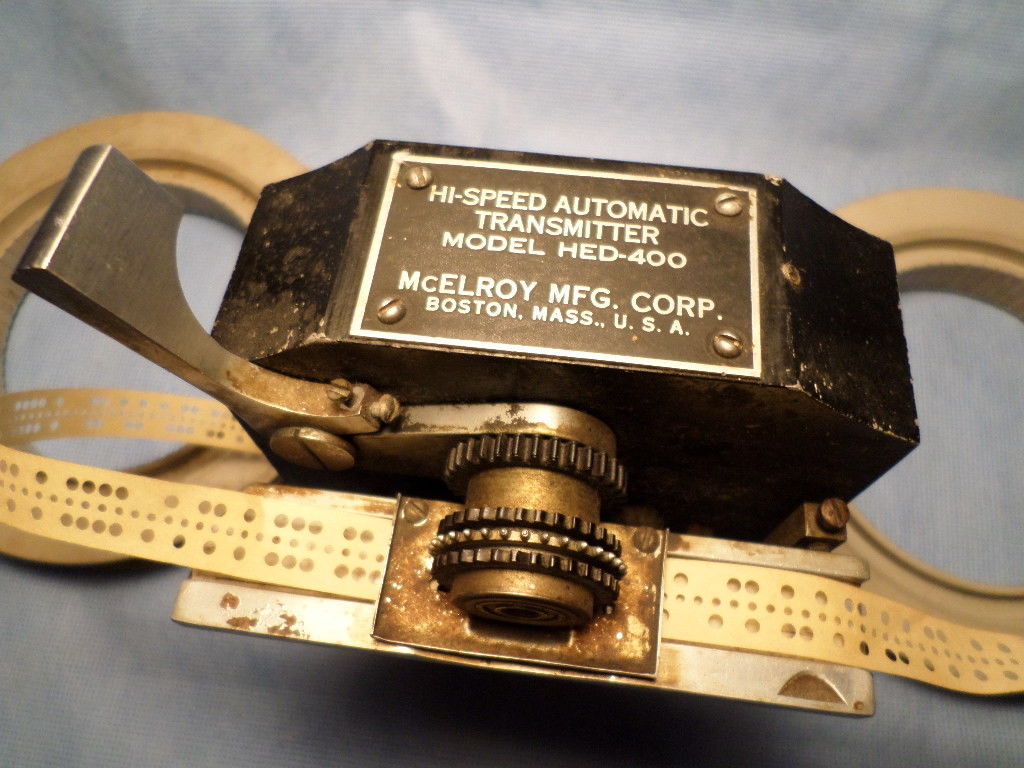 HI-SPEED AUTOMATIC
TRANSMITTER
MODEL HED-400
McELROY MFG. CORP.
BOSTON, MASS., U. S. A.